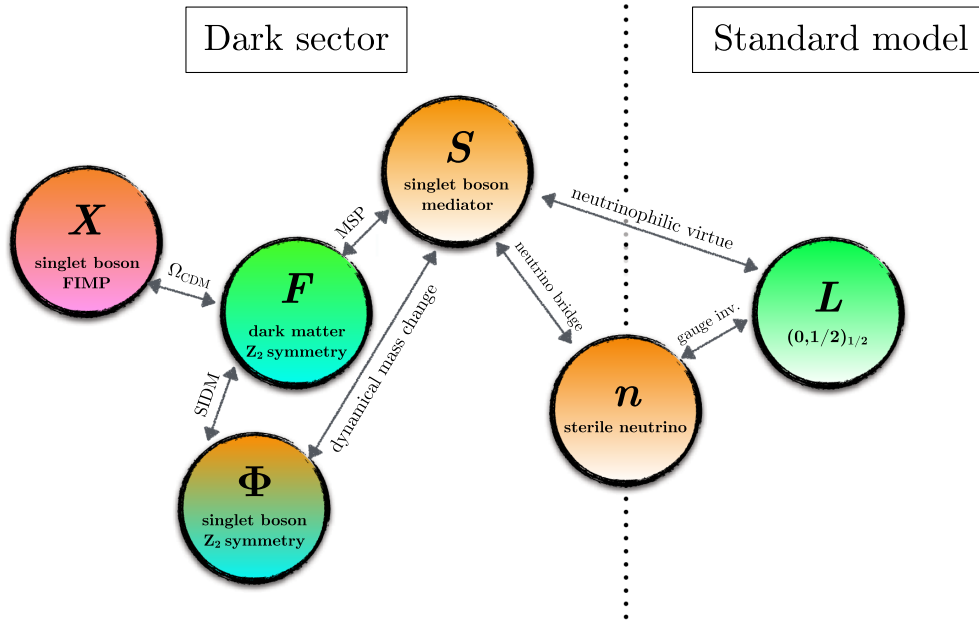 Dark sector
Standard model
S
singlet boson
mediator
X
singlet boson
FIMP
MSP
neutrinophilic virtue
Ω_CDM
F
dark matter
Z₂ symmetry
neutrino bridge
L
(0,1/2)_1/2
gauge inv.
dynamical mass change
SIDM
n
sterile neutrino
Φ
singlet boson
Z₂ symmetry